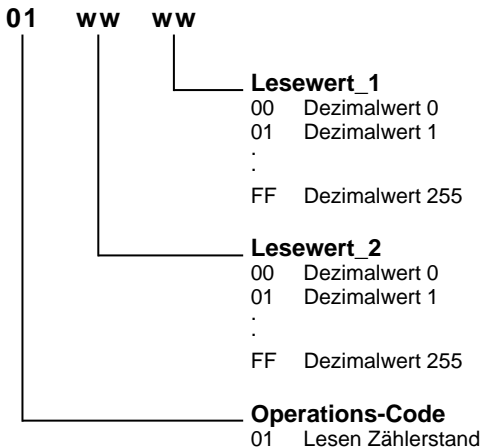 01 ww ww
Lesewert_1
00 Dezimalwert 0
01 Dezimalwert 1
.
.
FF Dezimalwert 255
Lesewert_2
00 Dezimalwert 0
01 Dezimalwert 1
.
.
FF Dezimalwert 255
Operations-Code
01 Lesen Zählerstand